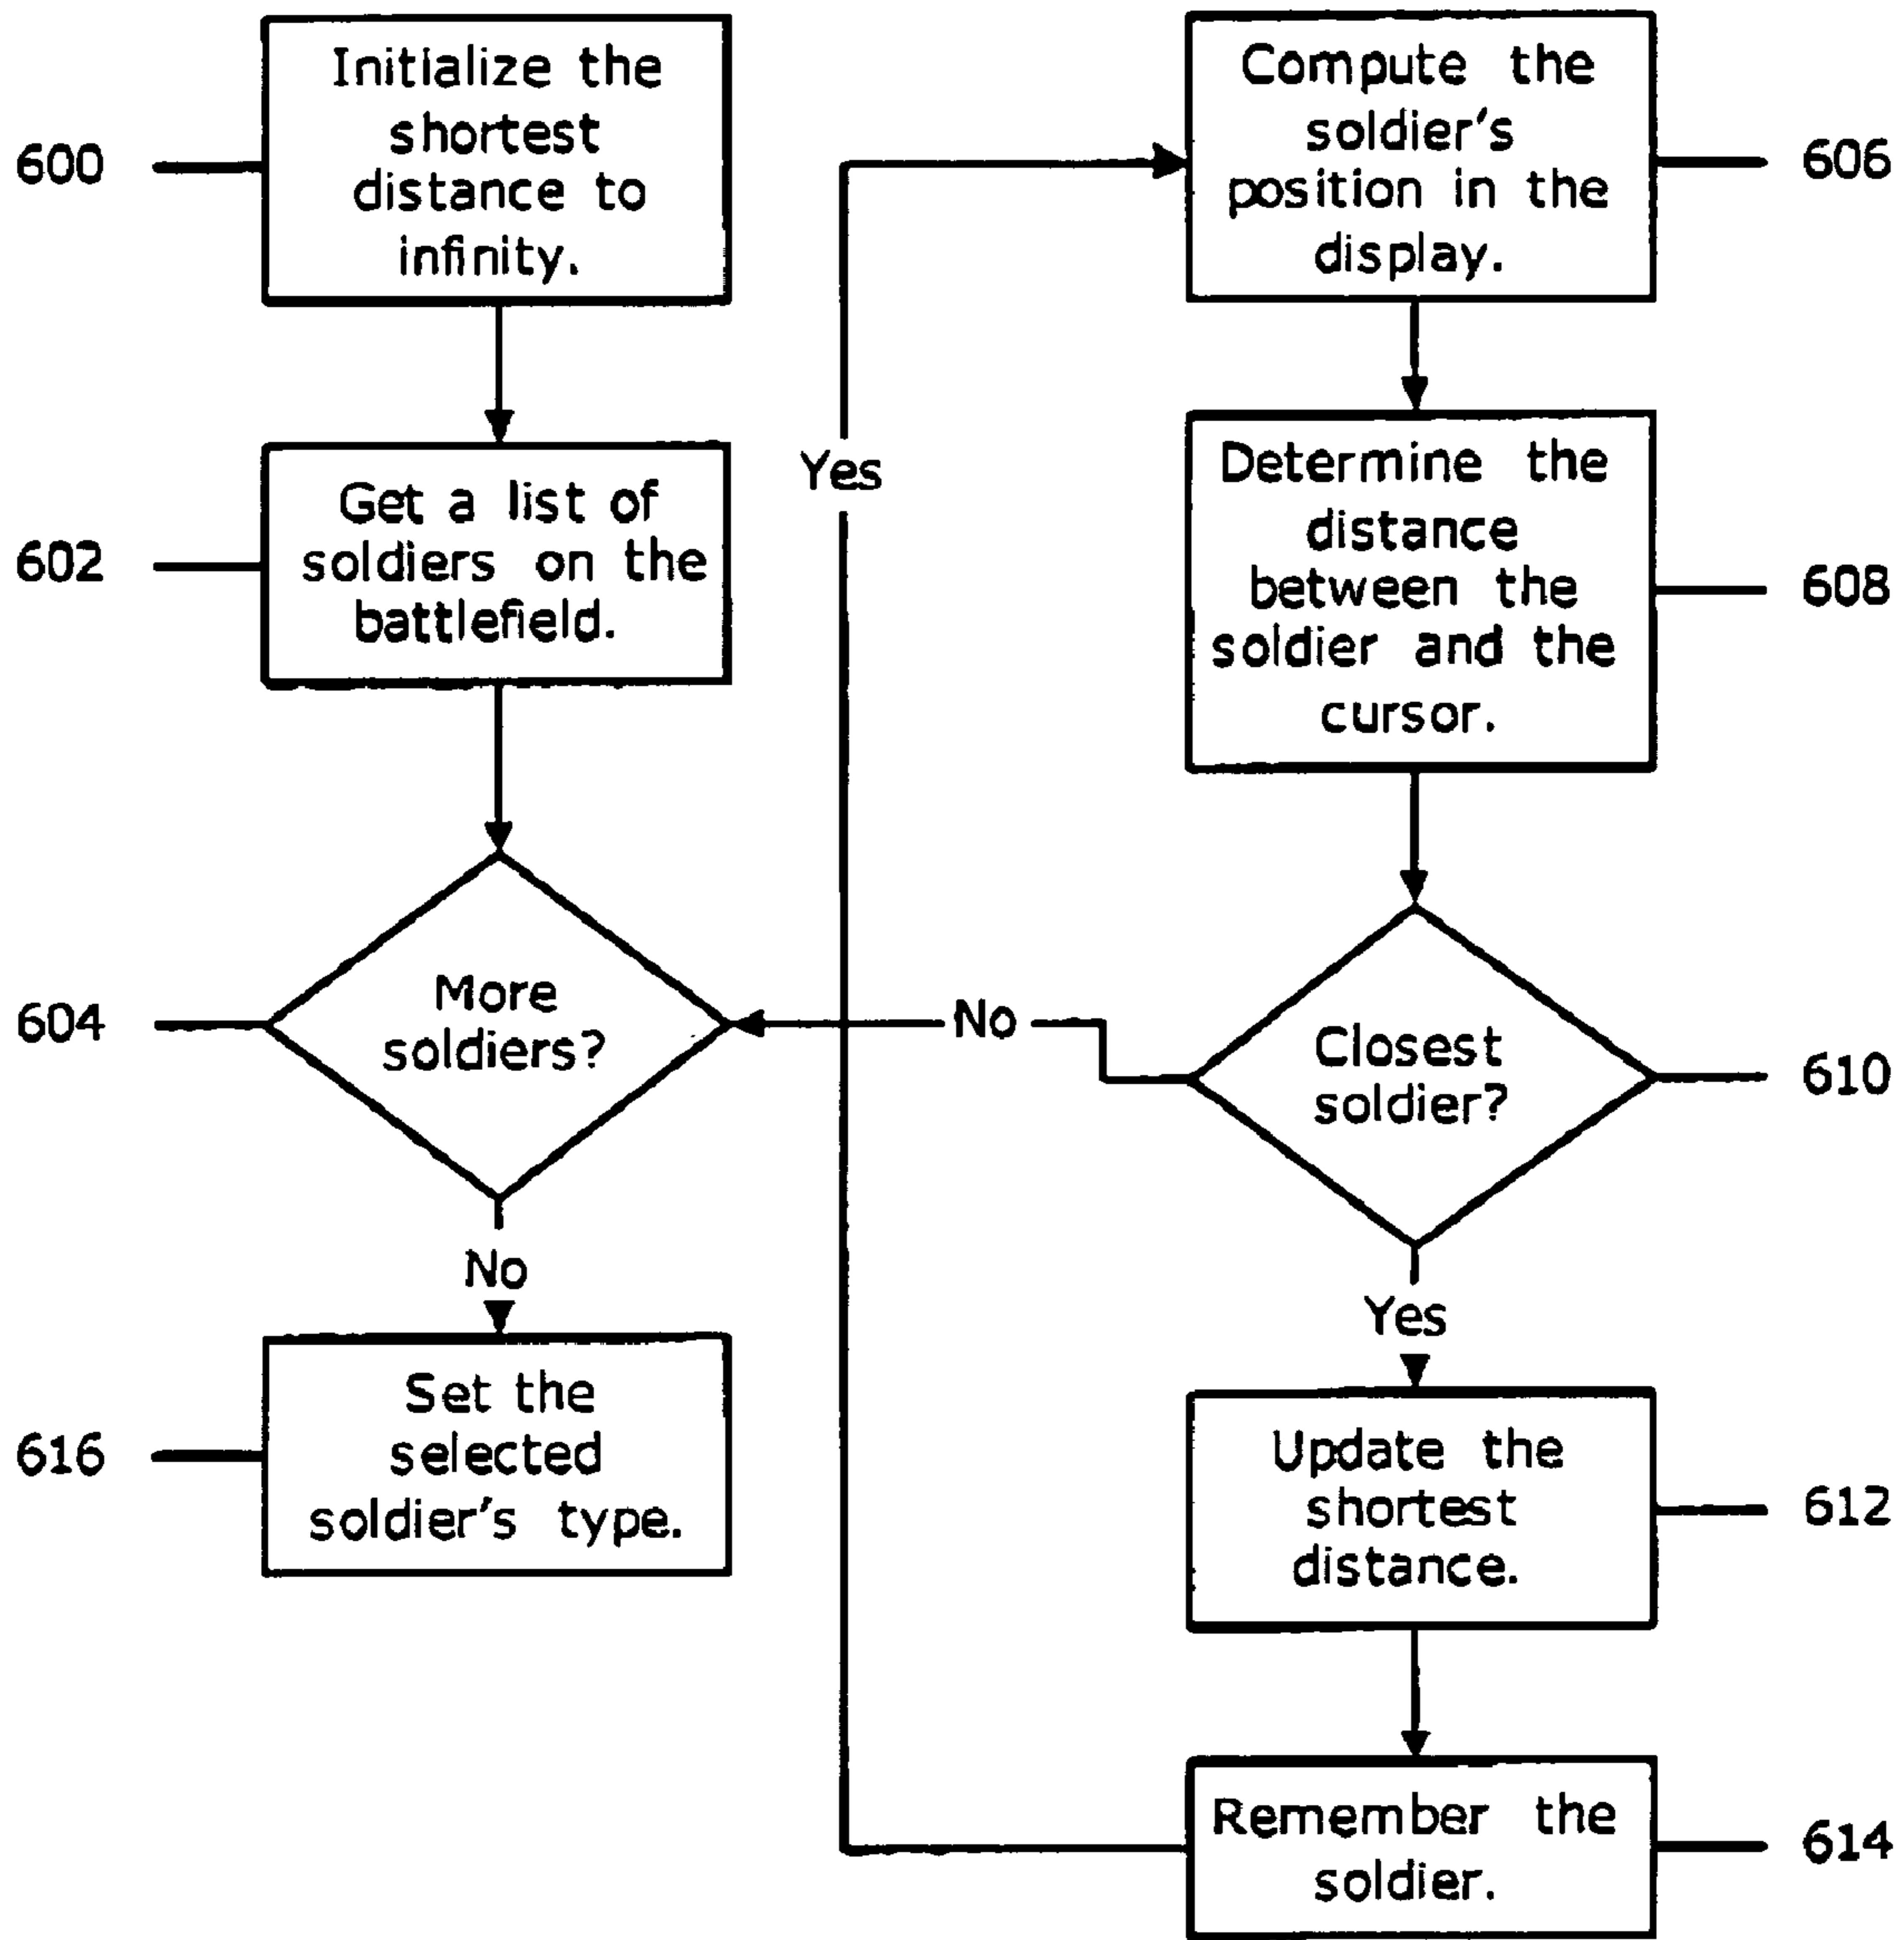 600
Initialize the
shortest
distance to
infinity.
602
Get a list of
soldiers on the
battlefield.
604
More
soldiers?
No
616
Set the
selected
soldier's type.
Yes
No
Compute the
soldier's
position in the
display.
606
Determine the
distance
between the
soldier and the
cursor.
608
Closest
soldier?
610
Yes
Update the
shortest
distance.
612
Remember the
soldier.
614